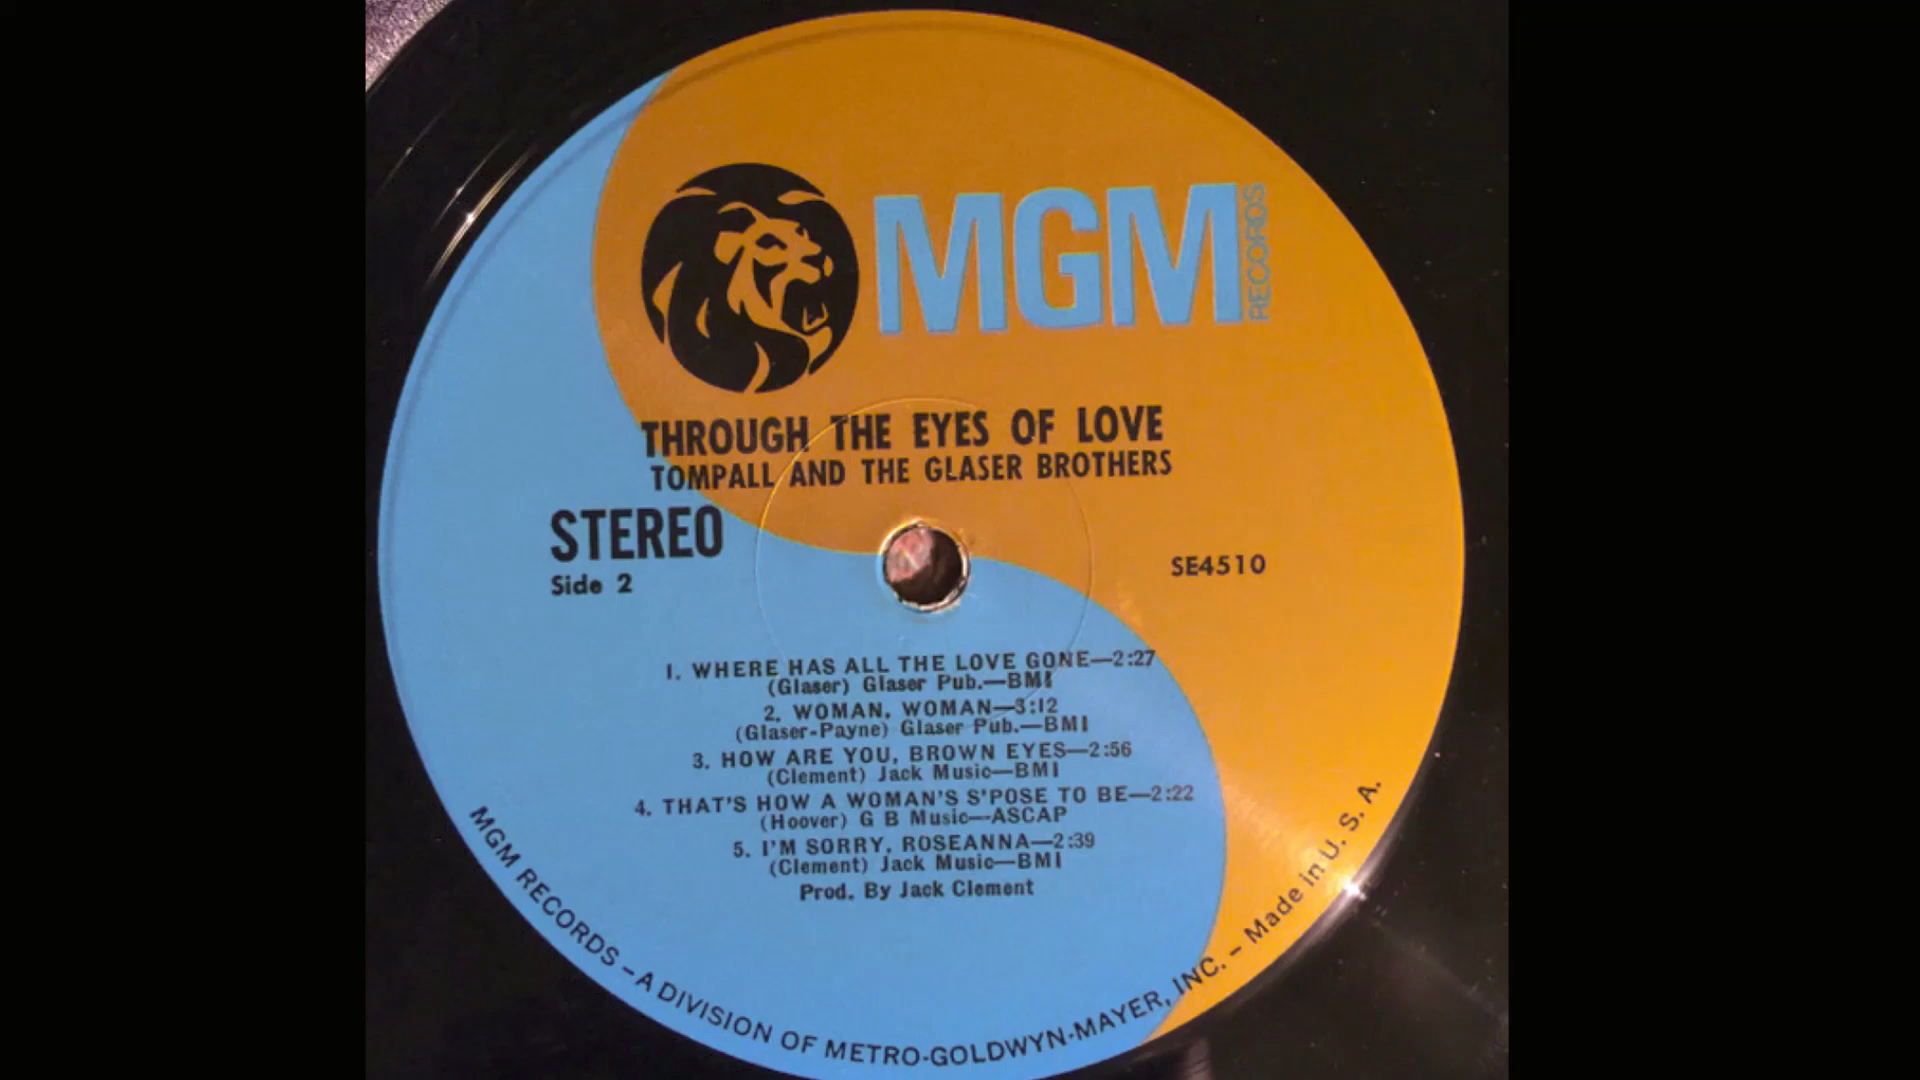 MGM RECORDS
THROUGH THE EYES OF LOVE
TOMPALL AND THE GLASER BROTHERS
STEREO
Side 2
SE4510
1. WHERE HAS ALL THE LOVE GONE—2:27
(Glaser) Glaser Pub.—BMI
2. WOMAN, WOMAN—3:12
(Glaser-Payne) Glaser Pub.—BMI
3. HOW ARE YOU, BROWN EYES—2:56
(Clement) Jack Music—BMI
4. THAT'S HOW A WOMAN'S S'POSE TO BE—2:22
(Hoover) G B Music—ASCAP
5. I'M SORRY, ROSEANNA—2:39
(Clement) Jack Music—BMI
Prod. By Jack Clement
MGM RECORDS – A DIVISION OF METRO-GOLDWYN-MAYER, INC. – Made in U. S. A.